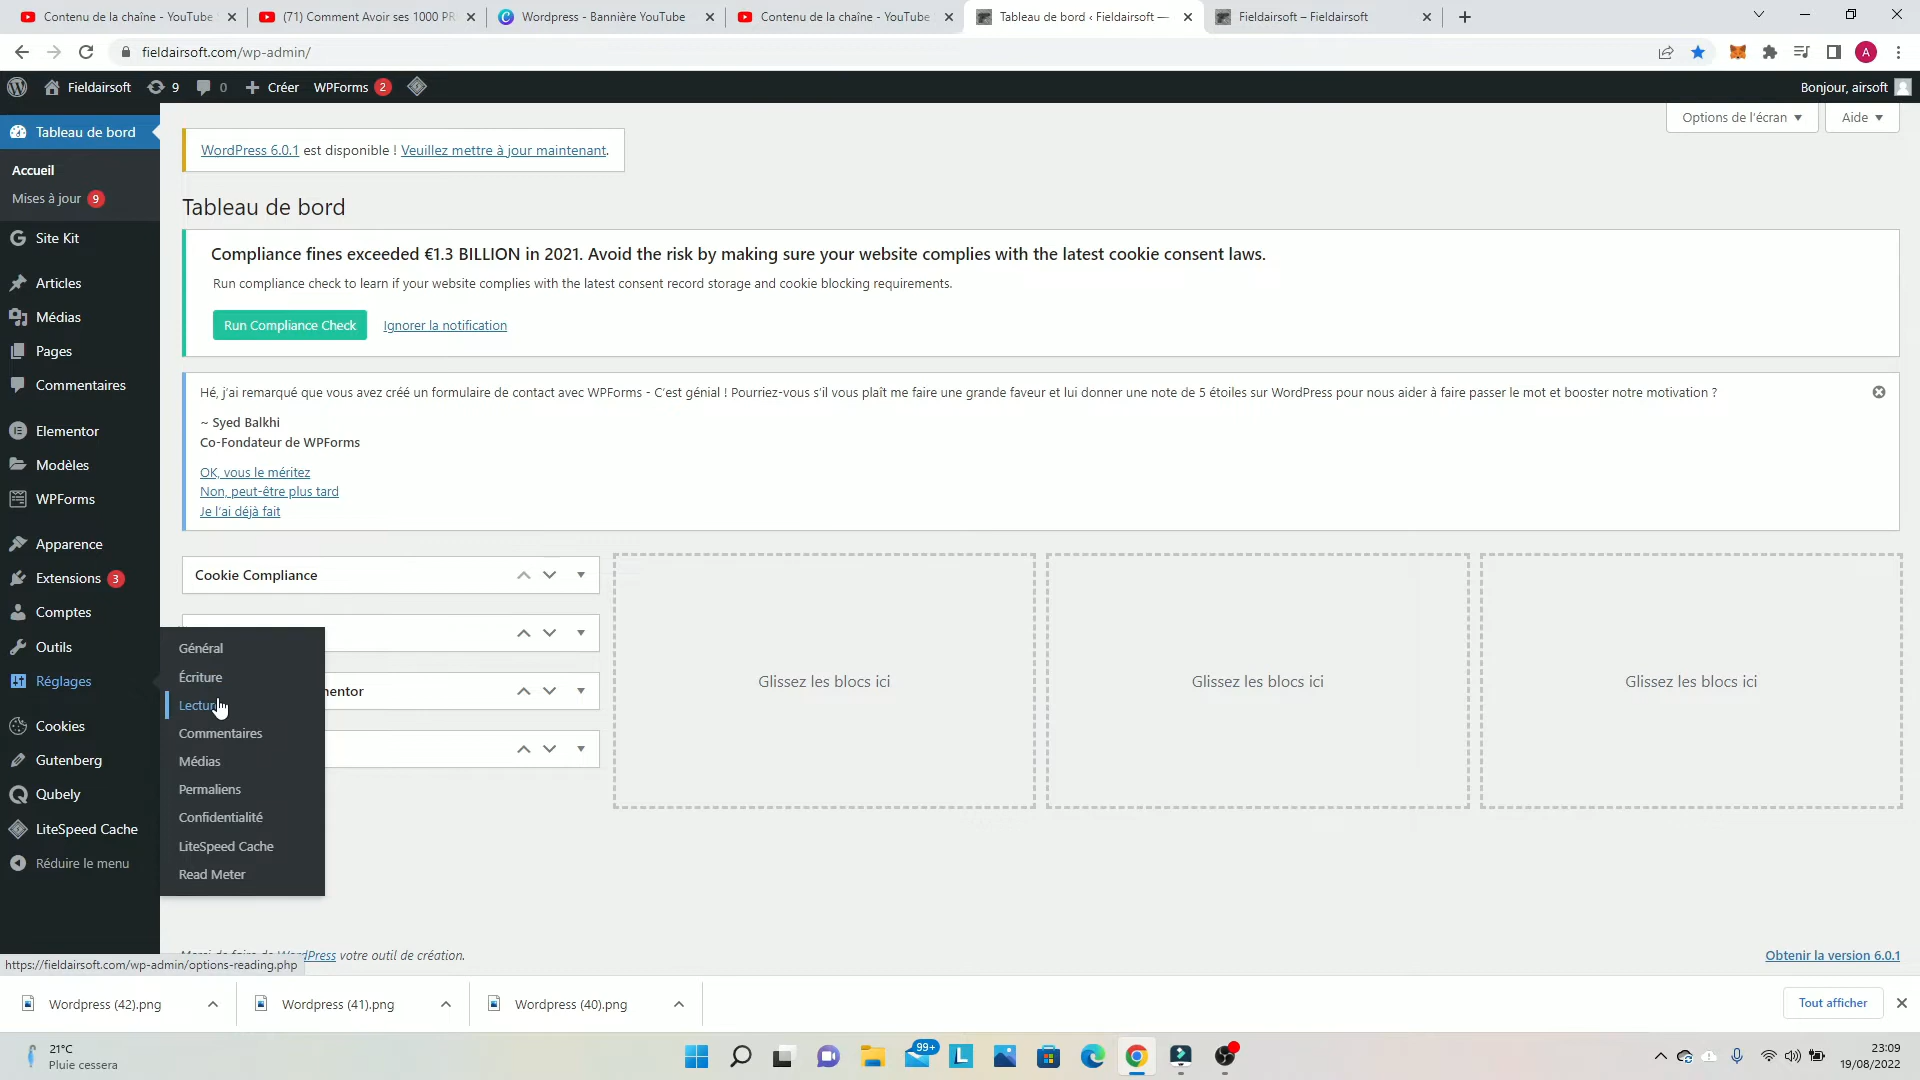 Contenu de la chaîne - YouTube
(71) Comment Avoir ses 1000 PR
Wordpress - Bannière YouTube
Contenu de la chaîne - YouTube
Tableau de bord ‹ Fieldairsoft —
Fieldairsoft – Fieldairsoft
fieldairsoft.com/wp-admin/
A
Fieldairsoft
9
0
Créer
WPForms 2
Bonjour, airsoft
Options de l'écran
Aide
Tableau de bord
Accueil
Mises à jour 9
Site Kit
Articles
Médias
Pages
Commentaires
Elementor
Modèles
WPForms
Apparence
Extensions 3
Comptes
Outils
Réglages
Cookies
Gutenberg
Qubely
LiteSpeed Cache
Réduire le menu
Général
Écriture
Lecture
Commentaires
Médias
Permaliens
Confidentialité
LiteSpeed Cache
Read Meter
WordPress 6.0.1 est disponible ! Veuillez mettre à jour maintenant.
Tableau de bord
Compliance fines exceeded €1.3 BILLION in 2021. Avoid the risk by making sure your website complies with the latest cookie consent laws.
Run compliance check to learn if your website complies with the latest consent record storage and cookie blocking requirements.
Run Compliance Check
Ignorer la notification
Hé, j'ai remarqué que vous avez créé un formulaire de contact avec WPForms - C'est génial ! Pourriez-vous s'il vous plaît me faire une grande faveur et lui donner une note de 5 étoiles sur WordPress pour nous aider à faire passer le mot et booster notre motivation ?
~ Syed Balkhi
Co-Fondateur de WPForms
OK, vous le méritez
Non, peut-être plus tard
Je l'ai déjà fait
Cookie Compliance
mentor
Glissez les blocs ici
Glissez les blocs ici
Glissez les blocs ici
WordPress votre outil de création.
Obtenir la version 6.0.1
https://fieldairsoft.com/wp-admin/options-reading.php
Wordpress (42).png
Wordpress (41).png
Wordpress (40).png
Tout afficher
21°C
Pluie cessera
99+
L
23:09
19/08/2022